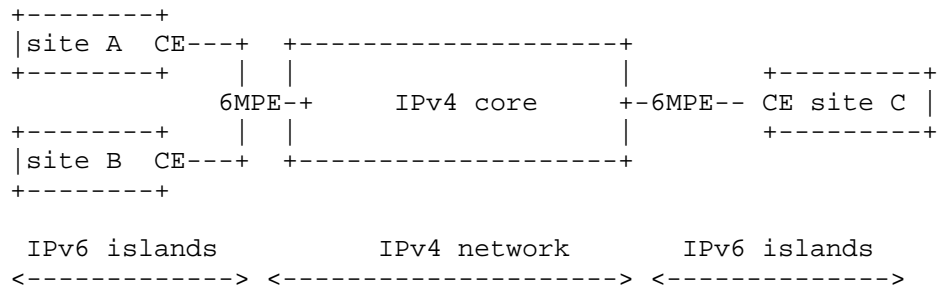 +--------+
|site A  CE---+  +-------------------+
+--------+    |  |                   |        +---------+
            6MPE-+    IPv4 core    +-6MPE-- CE site C |
+--------+    |  |                   |        +---------+
|site B  CE---+  +-------------------+
+--------+
IPv6 islands          IPv4 network       IPv6 islands
<-------------> <---------------------> <-------------->